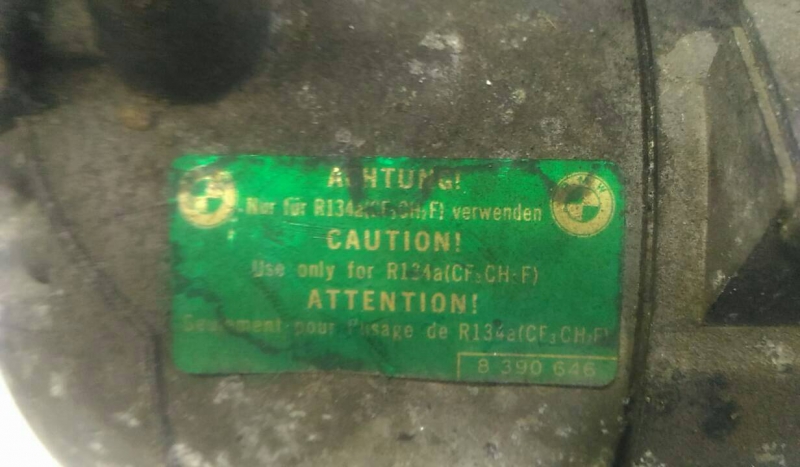 ACHTUNG!
Nur für R134a(CF₃CH₂F) verwenden
CAUTION!
Use only for R134a(CF₃CH₂F)
ATTENTION!
Seulement pour l'usage de R134a(CF₃CH₂F)
8 390 646